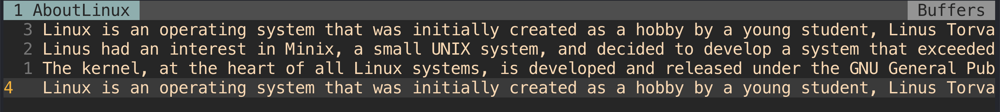 1 AboutLinux Buffers
3 Linux is an operating system that was initially created as a hobby by a young student, Linus Torva
2 Linus had an interest in Minix, a small UNIX system, and decided to develop a system that exceeded
1 The kernel, at the heart of all Linux systems, is developed and released under the GNU General Pub
4 Linux is an operating system that was initially created as a hobby by a young student, Linus Torva